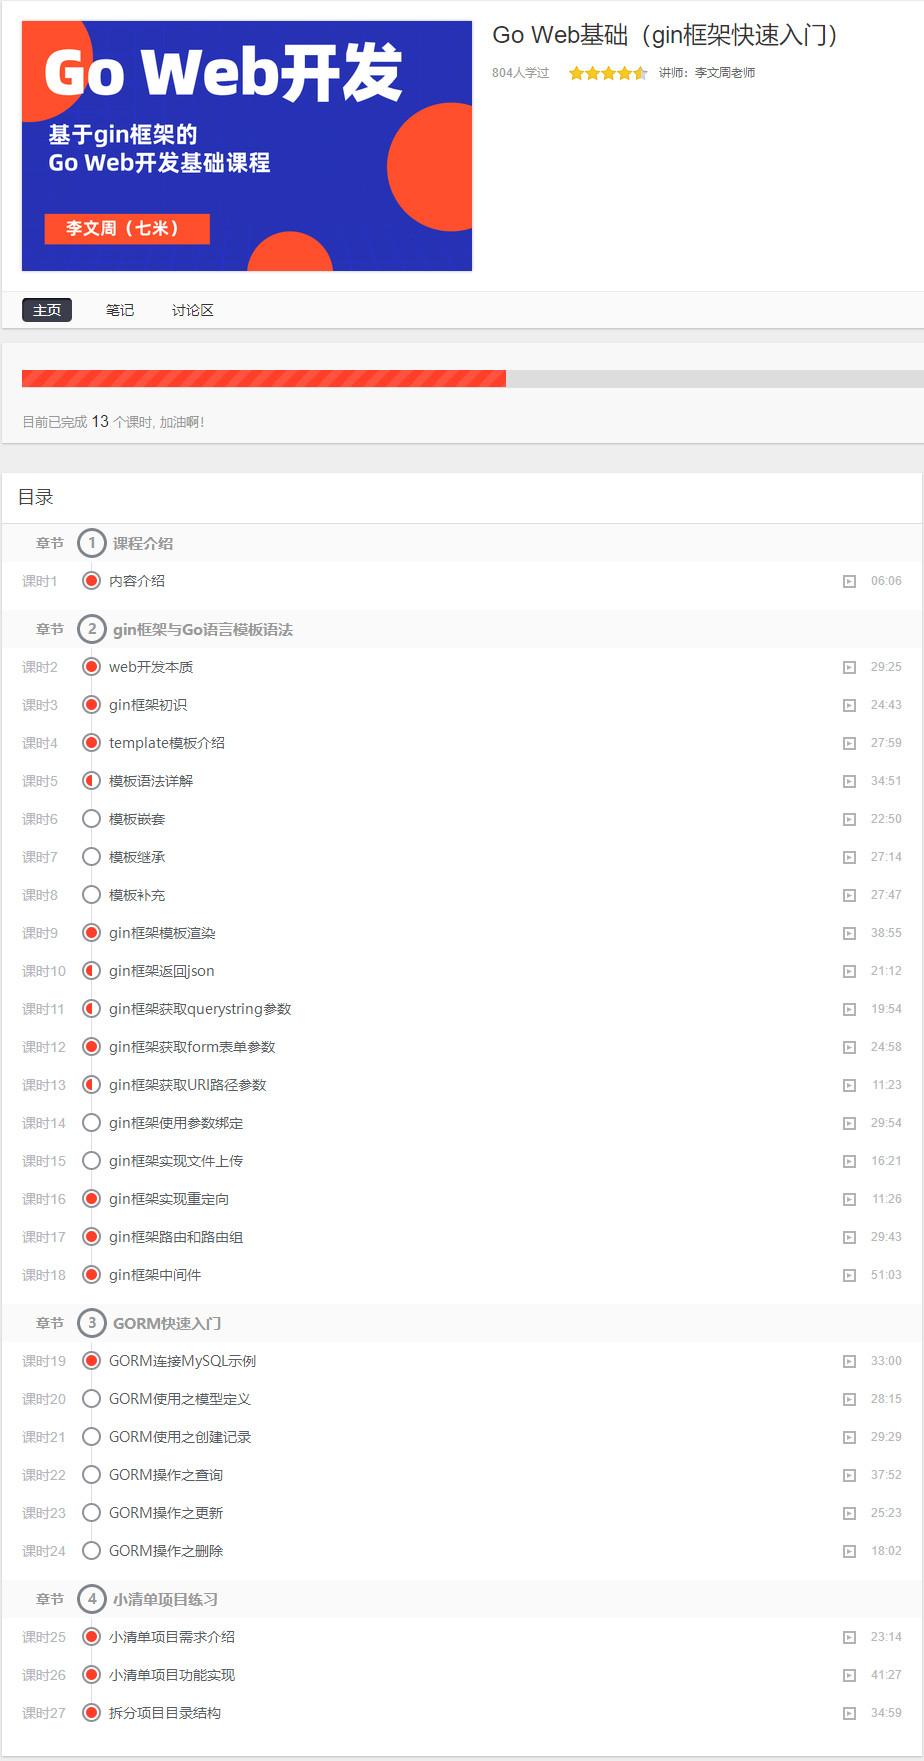 Go Web开发
基于gin框架的
Go Web开发基础课程
李文周（七米）
Go Web基础（gin框架快速入门）
804人学过 讲师：李文周老师
主页 笔记 讨论区
目前已完成 13 个课时, 加油啊！
目录
章节 1 课程介绍
课时1 内容介绍 06:06
章节 2 gin框架与Go语言模板语法
课时2 web开发本质 29:25
课时3 gin框架初识 24:43
课时4 template模板介绍 27:59
课时5 模板语法详解 34:51
课时6 模板嵌套 22:50
课时7 模板继承 27:14
课时8 模板补充 27:47
课时9 gin框架模板渲染 38:55
课时10 gin框架返回json 21:12
课时11 gin框架获取querystring参数 19:54
课时12 gin框架获取form表单参数 24:58
课时13 gin框架获取URI路径参数 11:23
课时14 gin框架使用参数绑定 29:54
课时15 gin框架实现文件上传 16:21
课时16 gin框架实现重定向 11:26
课时17 gin框架路由和路由组 29:43
课时18 gin框架中间件 51:03
章节 3 GORM快速入门
课时19 GORM连接MySQL示例 33:00
课时20 GORM使用之模型定义 28:15
课时21 GORM使用之创建记录 29:29
课时22 GORM操作之查询 37:52
课时23 GORM操作之更新 25:23
课时24 GORM操作之删除 18:02
章节 4 小清单项目练习
课时25 小清单项目需求介绍 23:14
课时26 小清单项目功能实现 41:27
课时27 拆分项目目录结构 34:59